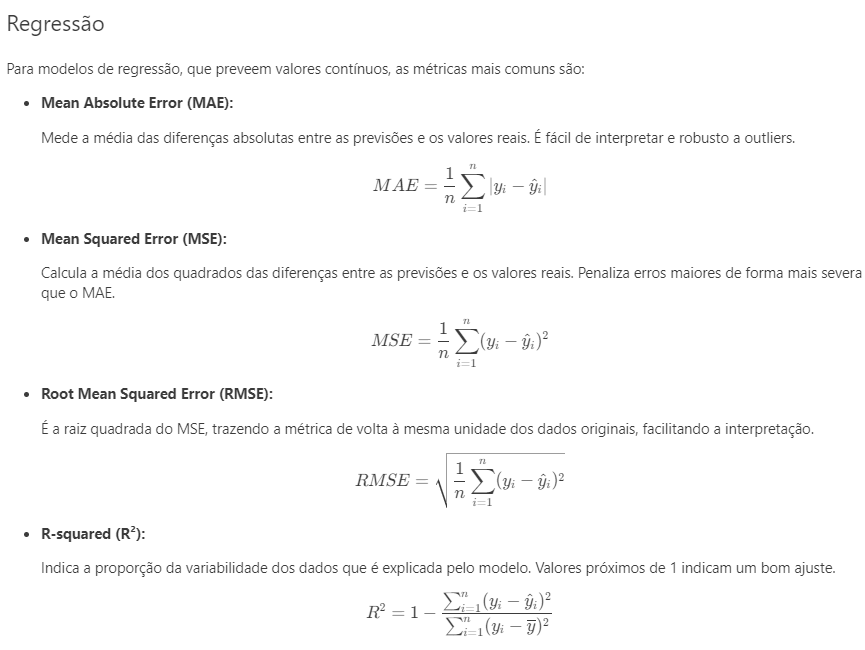 Regressão
Para modelos de regressão, que preveem valores contínuos, as métricas mais comuns são:
• Mean Absolute Error (MAE):
Mede a média das diferenças absolutas entre as previsões e os valores reais. É fácil de interpretar e robusto a outliers.
$MAE = \frac{1}{n} \sum_{i=1}^{n} |y_i - \hat{y}_i|$
• Mean Squared Error (MSE):
Calcula a média dos quadrados das diferenças entre as previsões e os valores reais. Penaliza erros maiores de forma mais severa
que o MAE.
$MSE = \frac{1}{n} \sum_{i=1}^{n} (y_i - \hat{y}_i)^2$
• Root Mean Squared Error (RMSE):
É a raiz quadrada do MSE, trazendo a métrica de volta à mesma unidade dos dados originais, facilitando a interpretação.
$RMSE = \sqrt{\frac{1}{n} \sum_{i=1}^{n} (y_i - \hat{y}_i)^2}$
• R-squared (R²):
Indica a proporção da variabilidade dos dados que é explicada pelo modelo. Valores próximos de 1 indicam um bom ajuste.
$R^2 = 1 - \frac{\sum_{i=1}^{n} (y_i - \hat{y}_i)^2}{\sum_{i=1}^{n} (y_i - \overline{y})^2}$